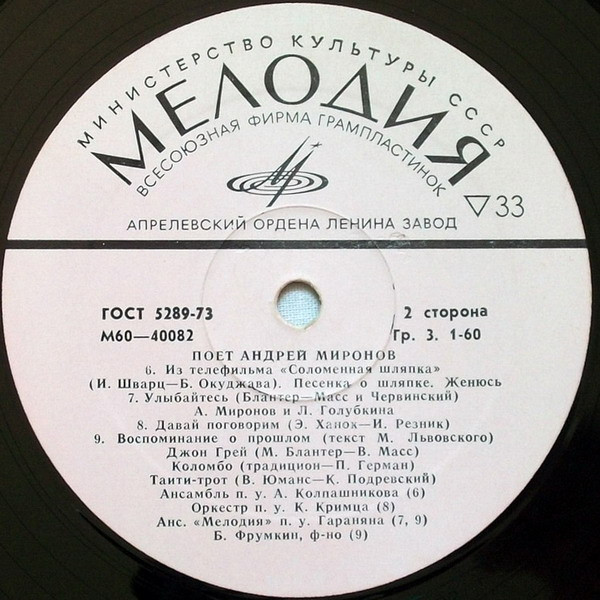 МИНИСТЕРСТВО КУЛЬТУРЫ СССР
МЕЛОДИЯ
ВСЕСОЮЗНАЯ ФИРМА ГРАМПЛАСТИНОК
33
АПРЕЛЕВСКИЙ ОРДЕНА ЛЕНИНА ЗАВОД
ГОСТ 5289-73
2 сторона
М60—40082
Гр. 3. 1-60
ПОЕТ АНДРЕЙ МИРОНОВ
6. Из телефильма «Соломенная шляпка»
(И. Шварц—Б. Окуджава). Песенка о шляпке. Женюсь
7. Улыбайтесь (Блантер—Масс и Червинский)
А. Миронов и Л. Голубкина
8. Давай поговорим (Э. Ханок—И. Резник)
9. Воспоминание о прошлом (текст М. Львовского)
Джон Грей (М. Блантер—В. Масс)
Коломбо (традицион—П. Герман)
Таити-трот (В. Юманс—К. Подревский)
Ансамбль п. у. А. Колпашникова (6)
Оркестр п. у. К. Кримца (8)
Анс. «Мелодия» п. у. Гараняна (7, 9)
Б. Фрумкин, ф-но (9)